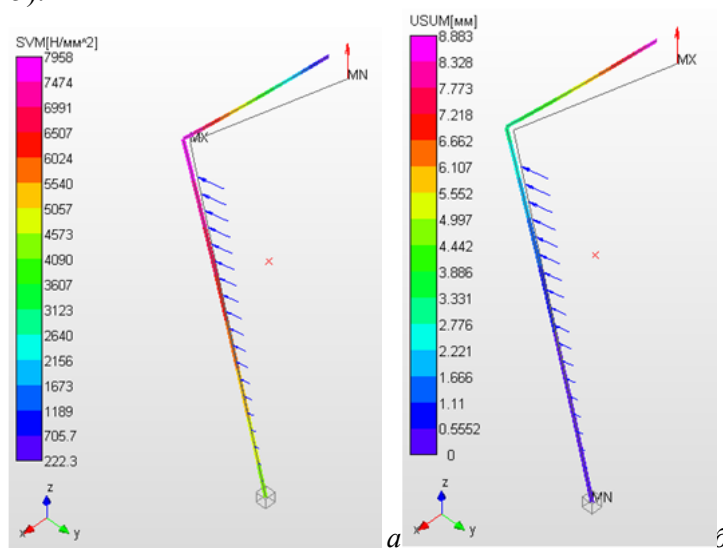 б).
SVM[Н/мм^2]
7958
7474
6991
6507
6024
5540
5057
4573
4090
3607
3123
2640
2156
1673
1189
705.7
222.3
MN
MX
z
x
y
а
USUM[мм]
8.883
8.328
7.773
7.218
6.662
6.107
5.552
4.997
4.442
3.886
3.331
2.776
2.221
1.666
1.11
0.5552
0
MX
MN
z
x
y
б